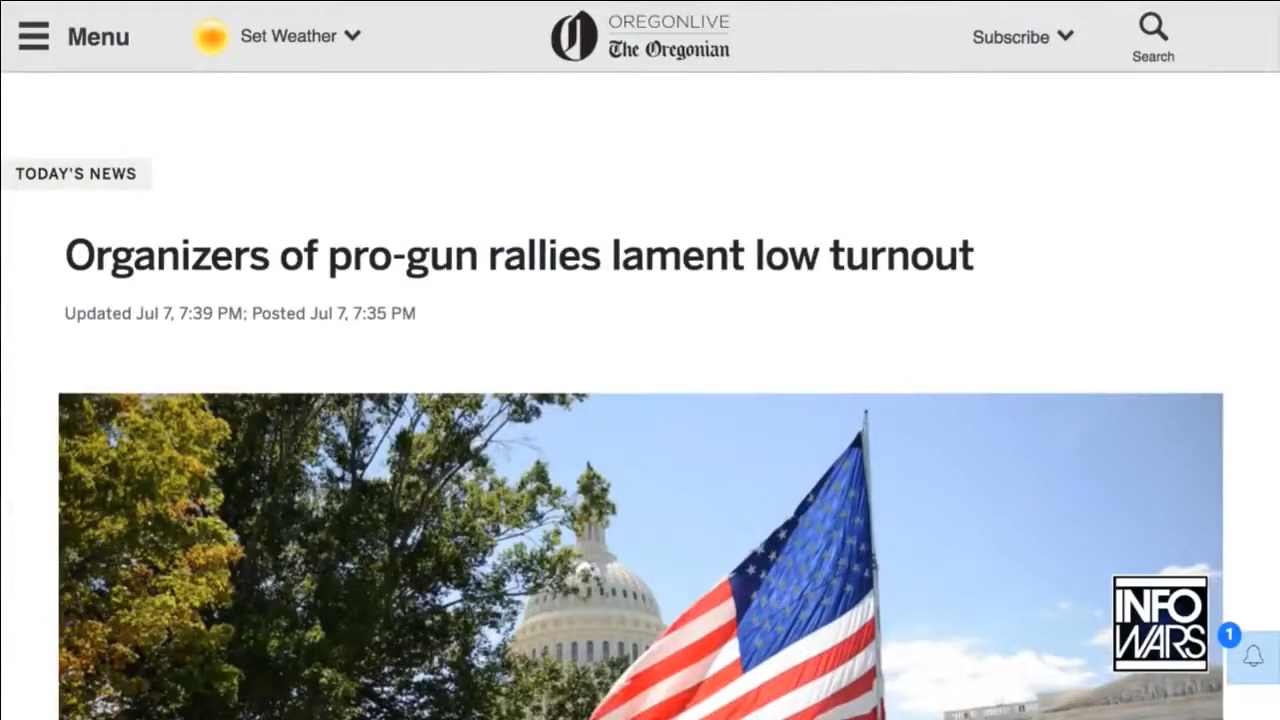 Menu
Set Weather
OREGONLIVE
The Oregonian
Subscribe
Search
TODAY'S NEWS
Organizers of pro-gun rallies lament low turnout
Updated Jul 7, 7:39 PM; Posted Jul 7, 7:35 PM
INFO
WARS
1